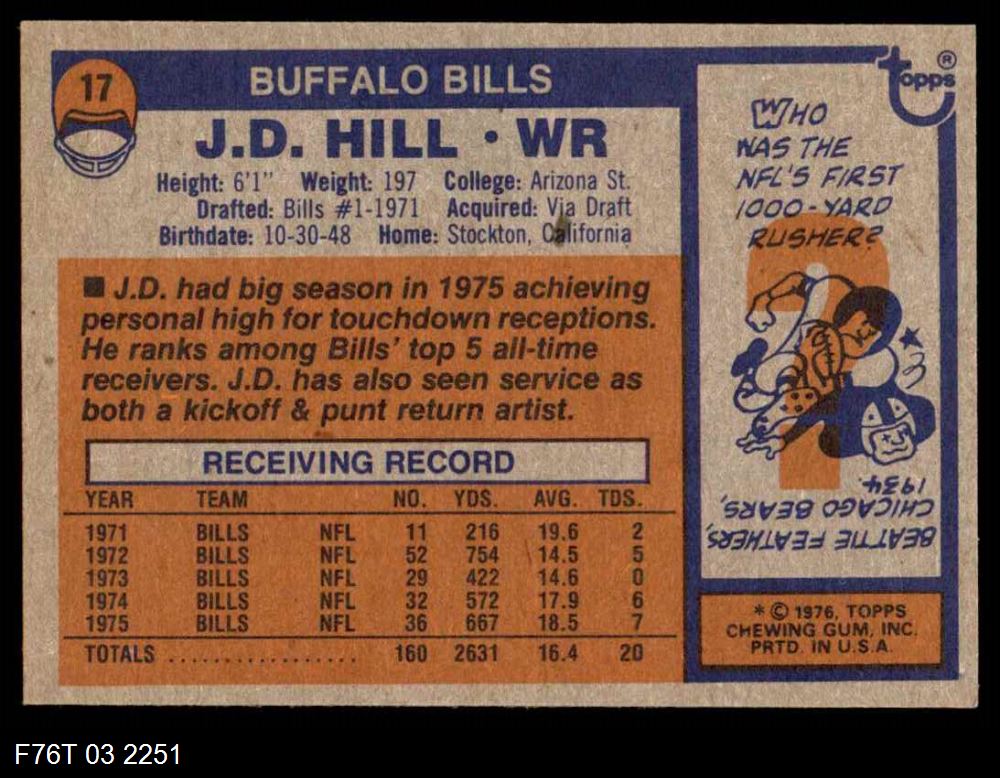 17
BUFFALO BILLS
J.D. HILL • WR
Height: 6'1" Weight: 197 College: Arizona St.
Drafted: Bills #1-1971 Acquired: Via Draft
Birthdate: 10-30-48 Home: Stockton, California
■ J.D. had big season in 1975 achieving
personal high for touchdown receptions.
He ranks among Bills' top 5 all-time
receivers. J.D. has also seen service as
both a kickoff & punt return artist.
RECEIVING RECORD
YEAR TEAM NO. YDS. AVG. TDS.
1971 BILLS NFL 11 216 19.6 2
1972 BILLS NFL 52 754 14.5 5
1973 BILLS NFL 29 422 14.6 0
1974 BILLS NFL 32 572 17.9 6
1975 BILLS NFL 36 667 18.5 7
TOTALS .................. 160 2631 16.4 20
topps ®
WHO
WAS THE
NFL'S FIRST
1000-YARD
RUSHER?
?
BEATTIE FEATHERS,
CHICAGO BEARS,
1934.
* © 1976, TOPPS
CHEWING GUM, INC.
PRTD. IN U.S.A.
F76T 03 2251